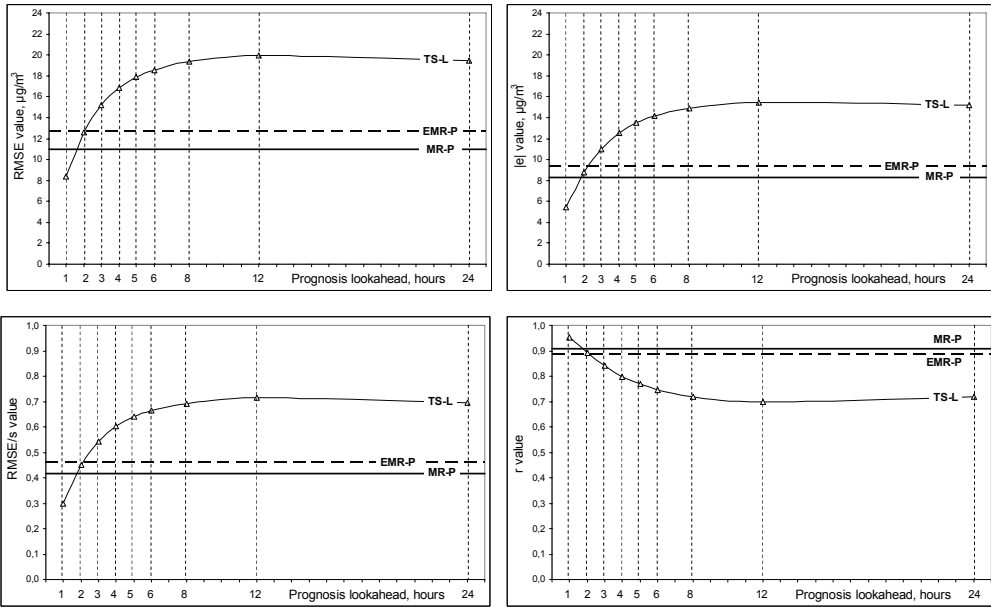 RMSE value, µg/m³
24
22
20
18
16
14
12
10
8
6
4
2
0
TS-L
EMR-P
MR-P
1 2 3 4 5 6 8 12 Prognosis lookahead, hours 24
|e| value, µg/m³
24
22
20
18
16
14
12
10
8
6
4
2
0
TS-L
EMR-P
MR-P
1 2 3 4 5 6 8 12 Prognosis lookahead, hours 24
RMSE/s value
1,0
0,9
0,8
0,7
0,6
0,5
0,4
0,3
0,2
0,1
0,0
TS-L
EMR-P
MR-P
1 2 3 4 5 6 8 12 Prognosis lookahead, hours 24
r value
1,0
0,9
0,8
0,7
0,6
0,5
0,4
0,3
0,2
0,1
0,0
MR-P
EMR-P
TS-L
1 2 3 4 5 6 8 12 Prognosis lookahead, hours 24